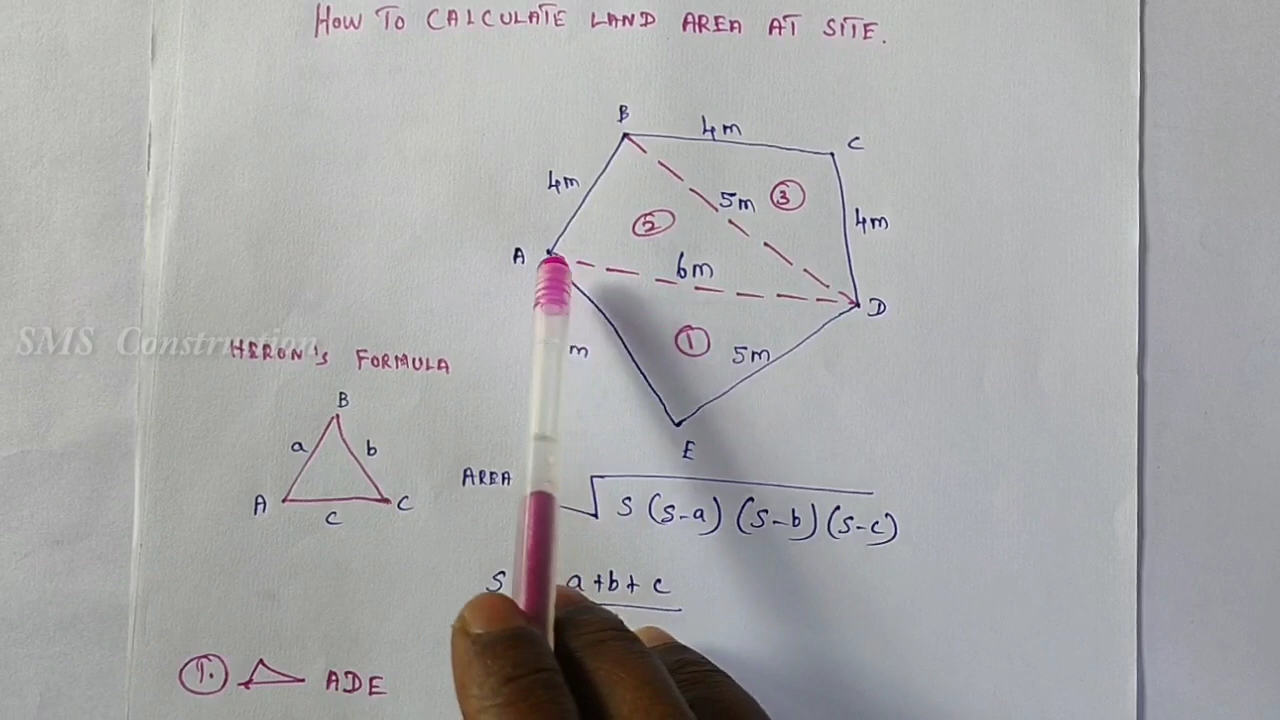 HOW TO CALCULATE LAND AREA AT SITE.
B
4m
C
4m
5m
3
2
4m
A
6m
D
1
m
5m
E
SMS Construction
HERON'S FORMULA
B
a
b
A
C
c
AREA
√ S (S-a) (S-b) (S-c)
S
a+b+c
1. ADE